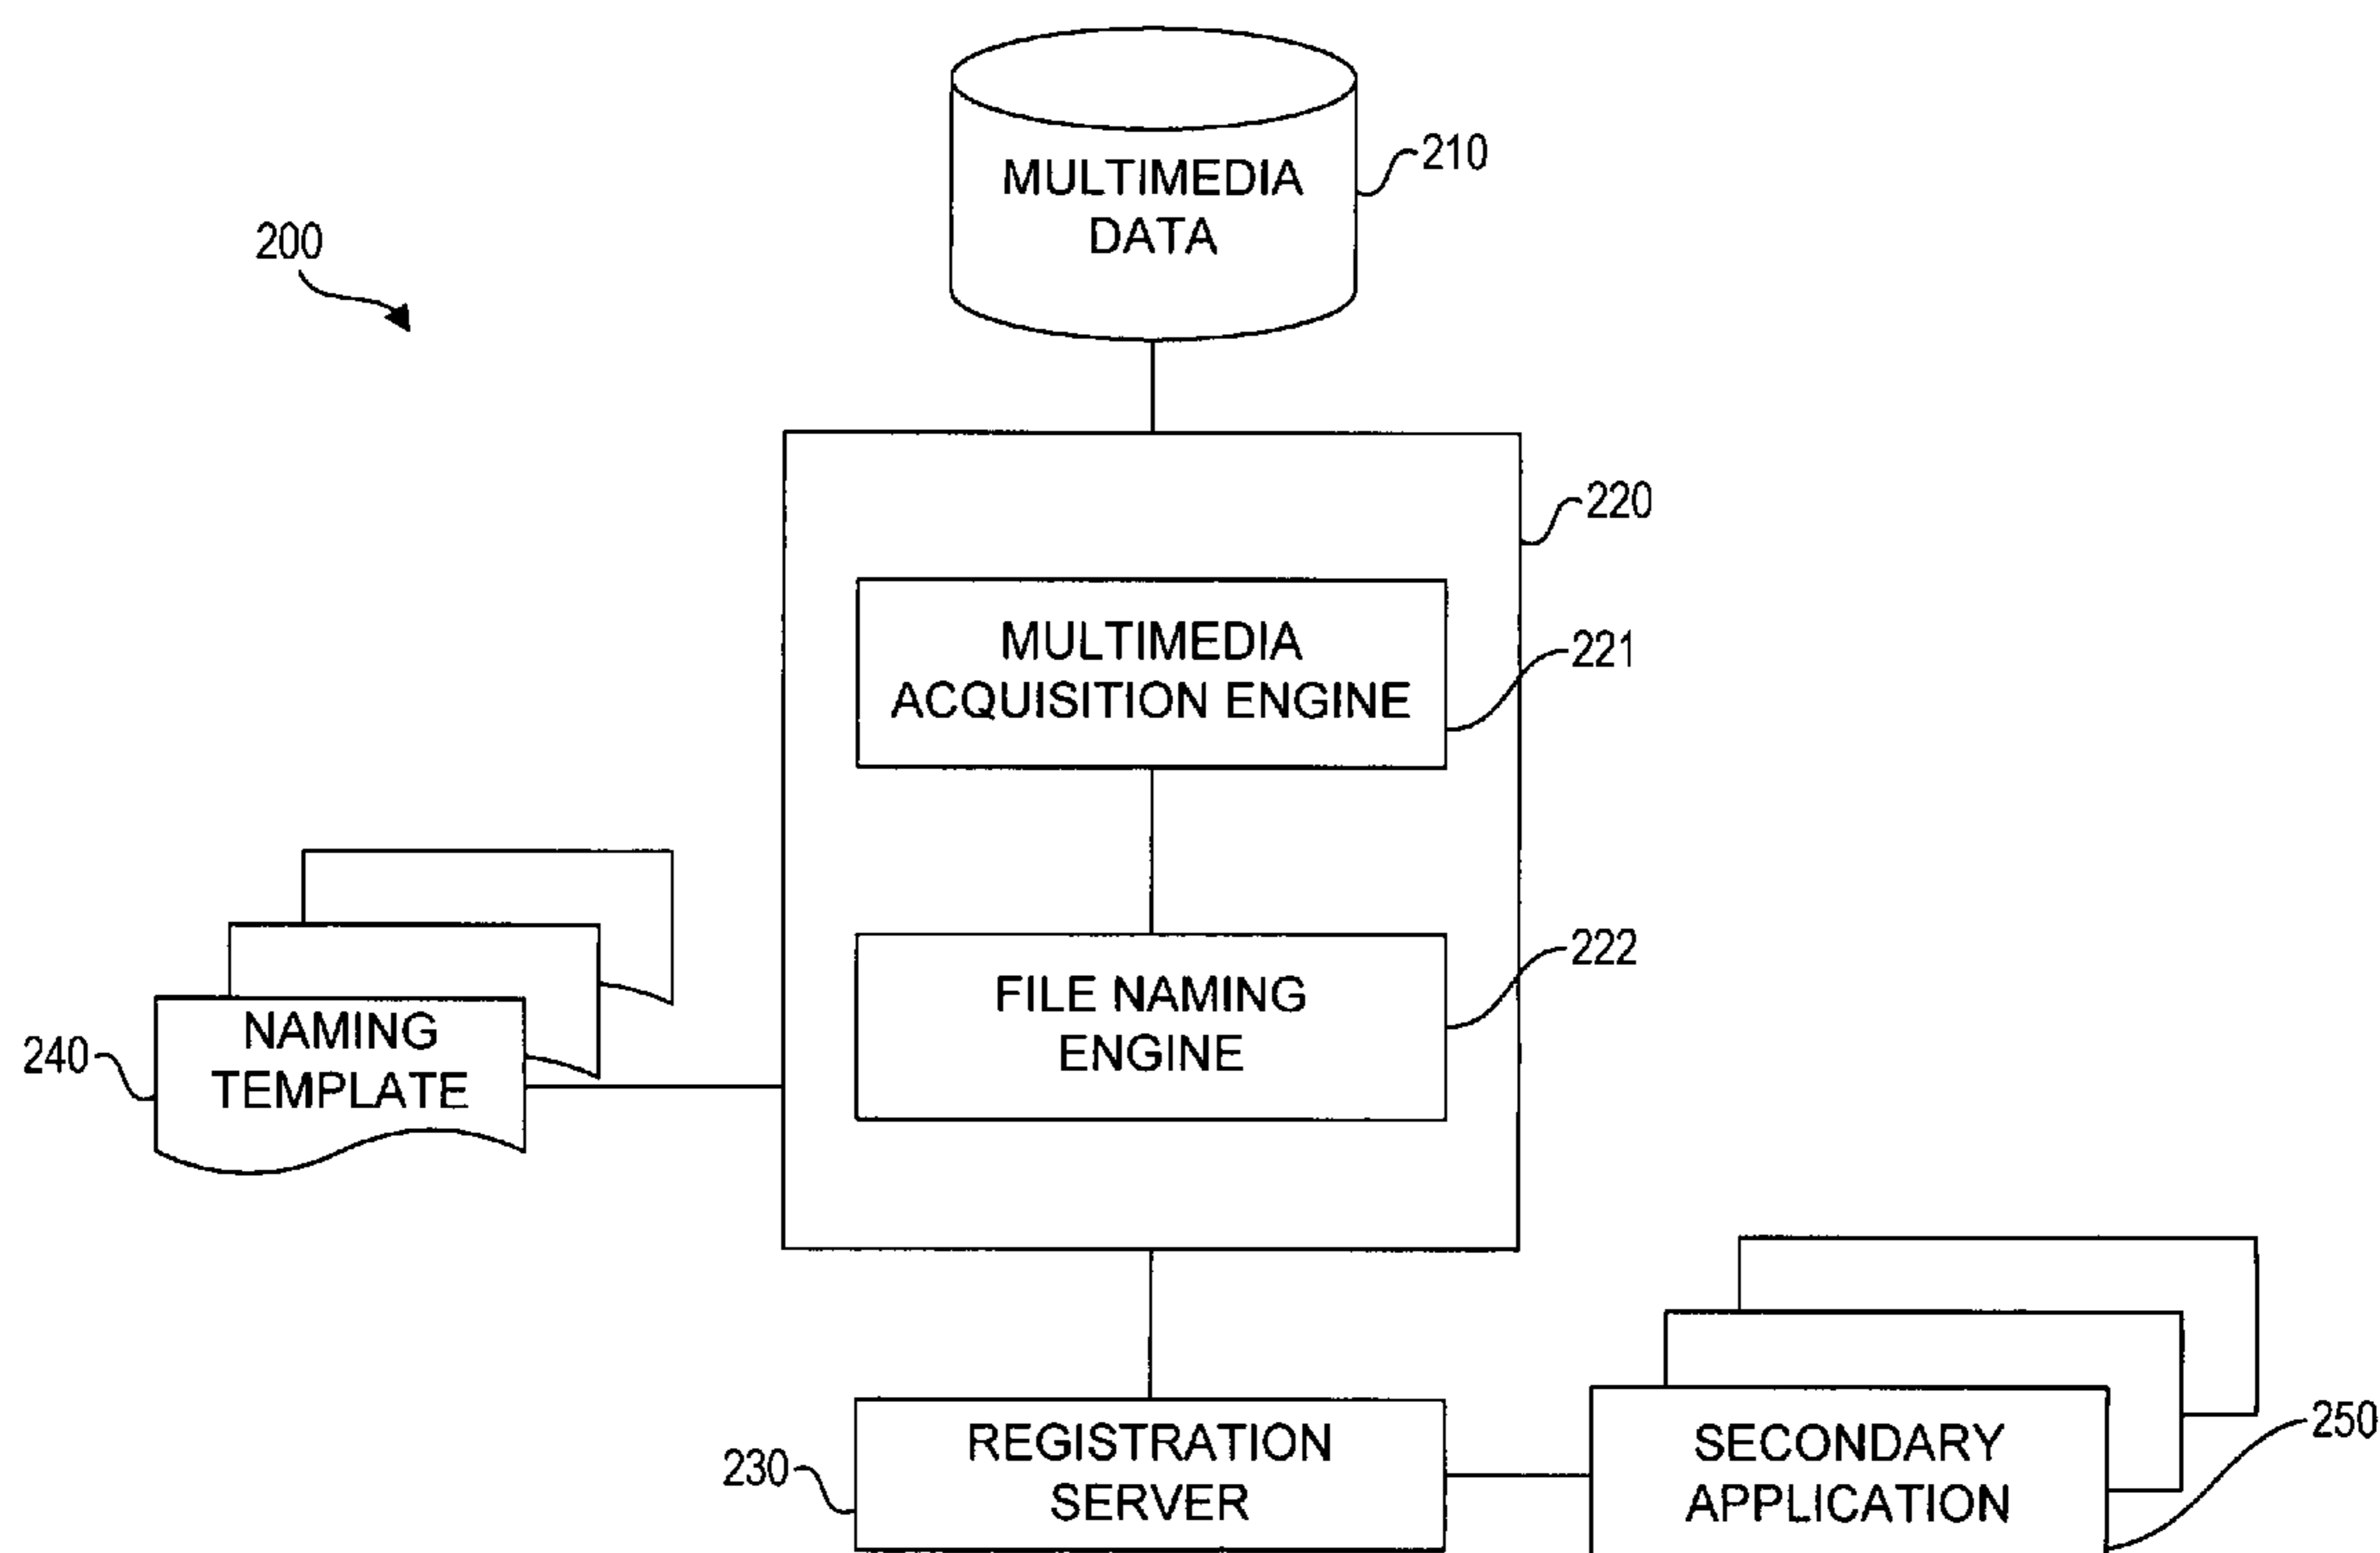 MULTIMEDIA
DATA
210
200
220
MULTIMEDIA
ACQUISITION ENGINE
221
FILE NAMING
ENGINE
222
NAMING
TEMPLATE
240
REGISTRATION
SERVER
230
SECONDARY
APPLICATION
250